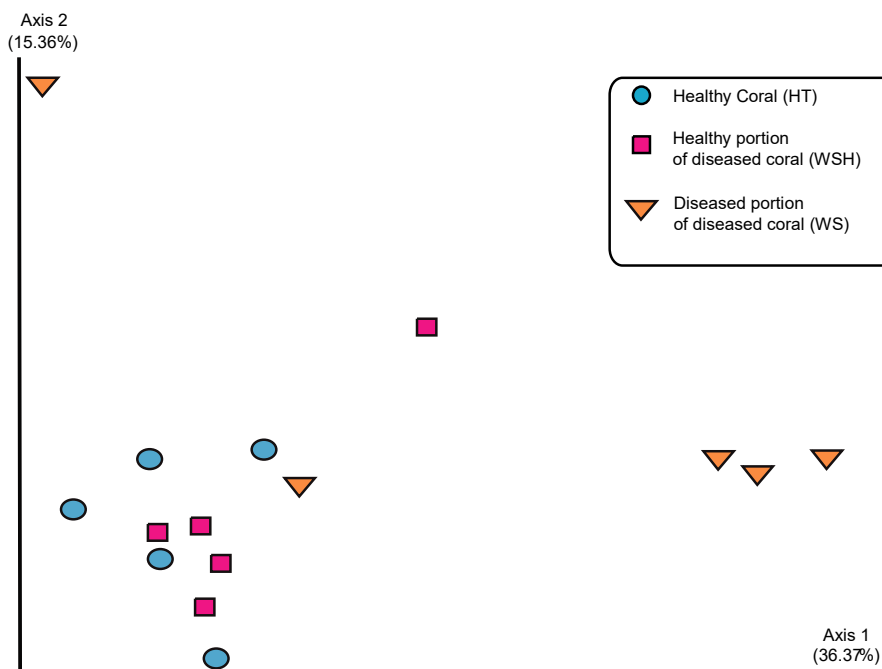 Axis 2
(15.36%)
Healthy Coral (HT)
Healthy portion
of diseased coral (WSH)
Diseased portion
of diseased coral (WS)
Axis 1
(36.37%)